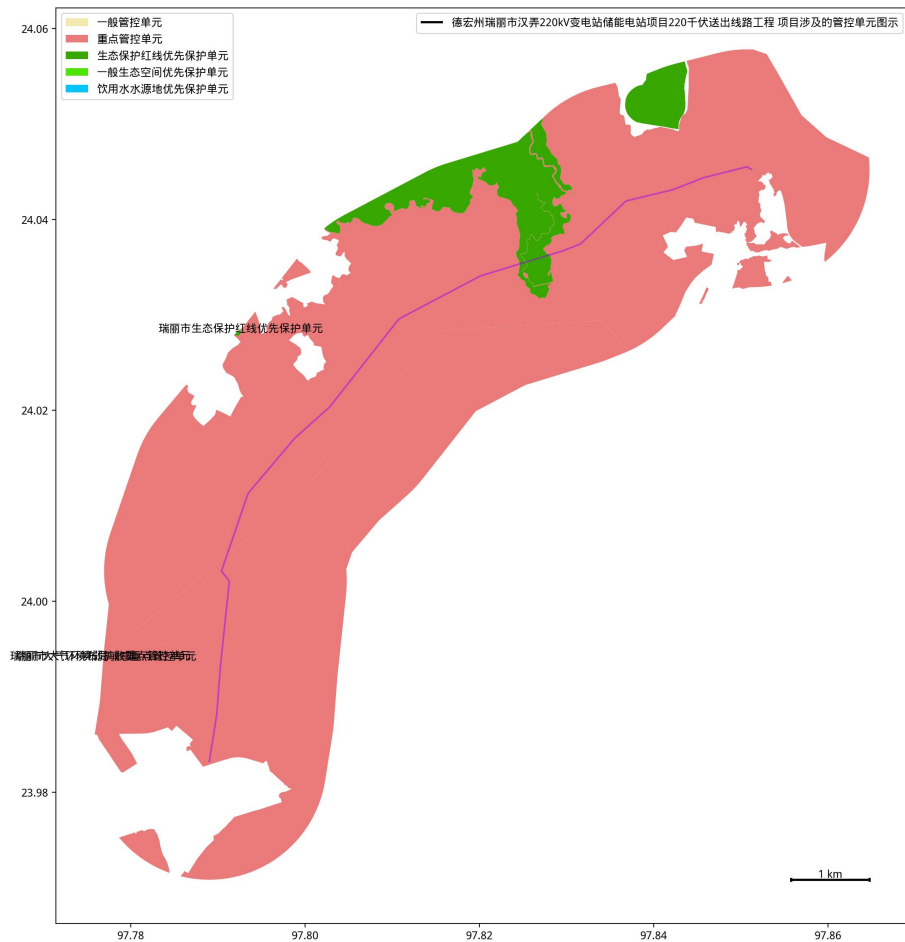 一般管控单元
重点管控单元
生态保护红线优先保护单元
一般生态空间优先保护单元
饮用水水源地优先保护单元
德宏州瑞丽市汉弄220kV变电站储能电站项目220千伏送出线路工程 项目涉及的管控单元图示
24.06
24.04
24.02
24.00
23.98
瑞丽市生态保护红线优先保护单元
1 km
97.78
97.80
97.82
97.84
97.86